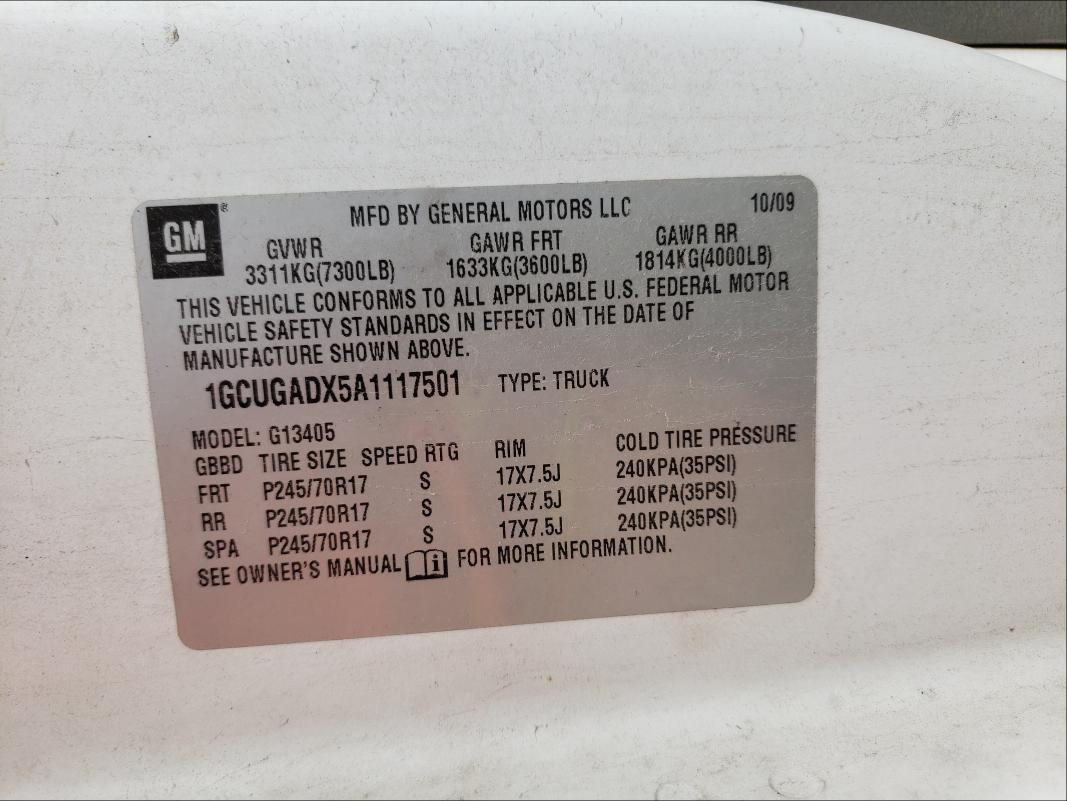 GM ®
MFD BY GENERAL MOTORS LLC 10/09
GVWR GAWR FRT GAWR RR
3311KG(7300LB) 1633KG(3600LB) 1814KG(4000LB)
THIS VEHICLE CONFORMS TO ALL APPLICABLE U.S. FEDERAL MOTOR
VEHICLE SAFETY STANDARDS IN EFFECT ON THE DATE OF
MANUFACTURE SHOWN ABOVE.
1GCUGADX5A1117501 TYPE: TRUCK
MODEL: G13405
GBBD TIRE SIZE SPEED RTG RIM COLD TIRE PRESSURE
FRT P245/70R17 S 17X7.5J 240KPA(35PSI)
RR P245/70R17 S 17X7.5J 240KPA(35PSI)
SPA P245/70R17 S 17X7.5J 240KPA(35PSI)
SEE OWNER'S MANUAL i FOR MORE INFORMATION.